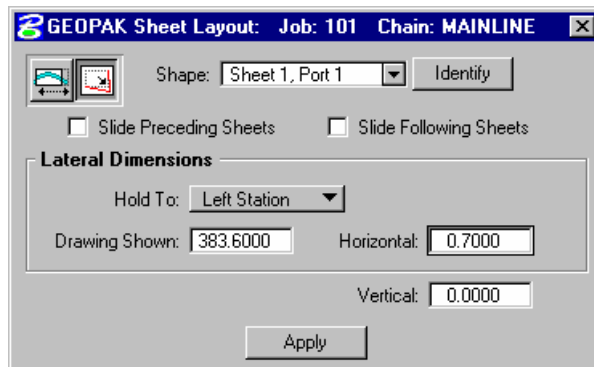 GEOPAK Sheet Layout: Job: 101 Chain: MAINLINE
Shape: Sheet 1, Port 1 Identify
Slide Preceding Sheets Slide Following Sheets
Lateral Dimensions
Hold To: Left Station
Drawing Shown: 383.6000 Horizontal: 0.7000
Vertical: 0.0000
Apply